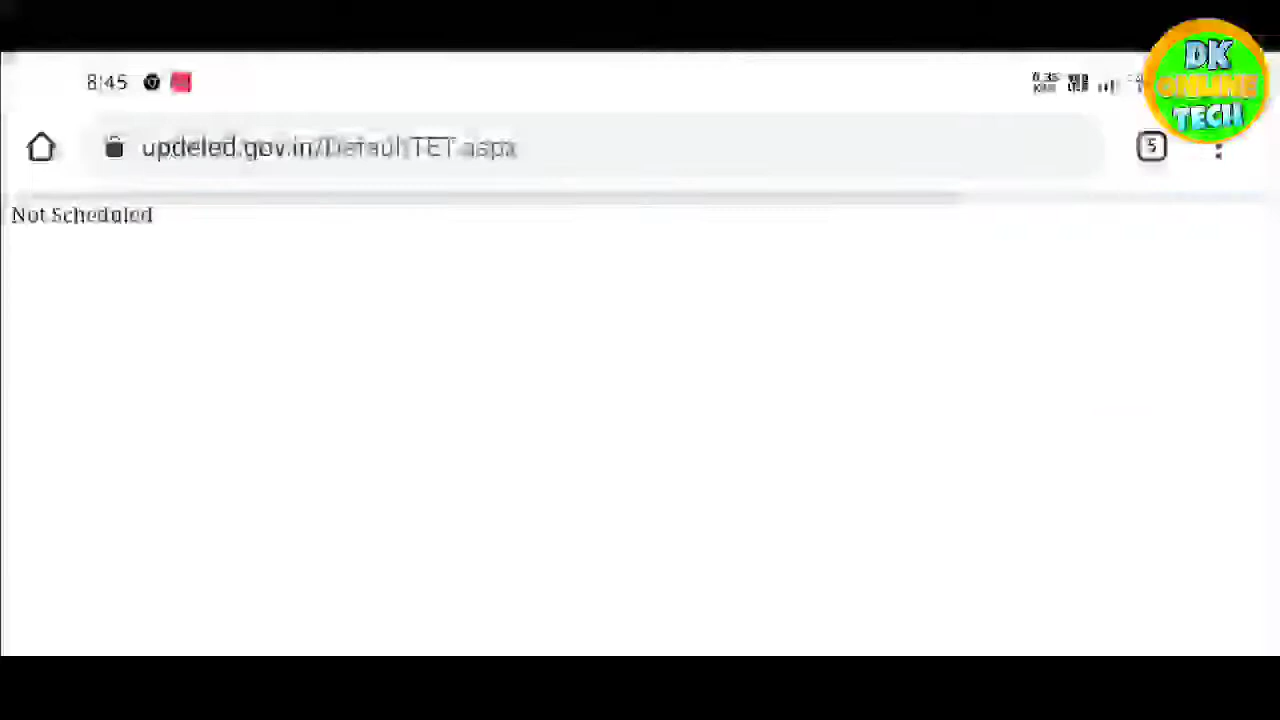 8:45
DK
ONLINE
TECH
updeled.gov.in/DefaultTET.aspx
5
Not Scheduled